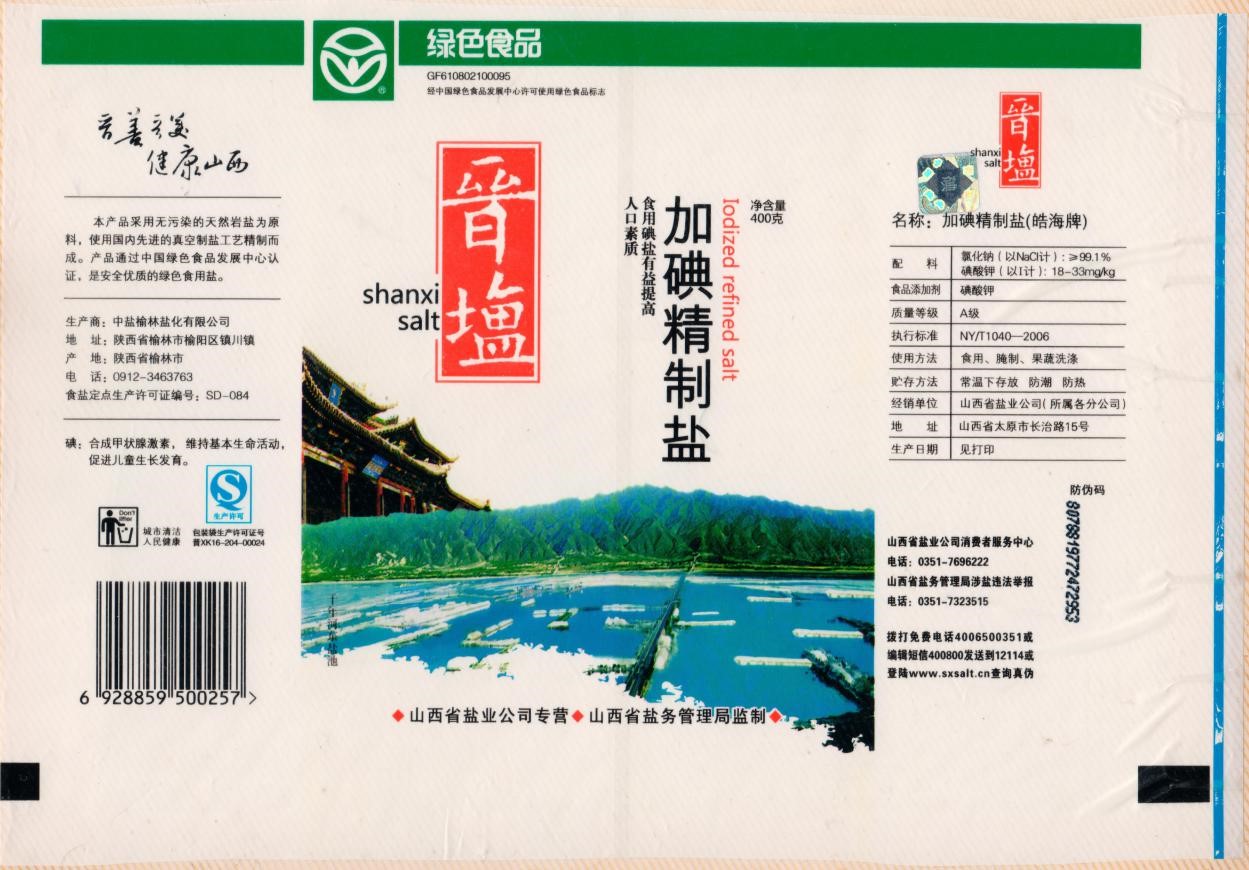 绿色食品
GF610802100095
经中国绿色食品发展中心许可使用绿色食品标志
晋善晋美
健康山西
本产品采用无污染的天然岩盐为原
料，使用国内先进的真空制盐工艺精制而
成。产品通过中国绿色食品发展中心认
证，是安全优质的绿色食用盐。
生产商：中盐榆林盐化有限公司
地 址：陕西省榆林市榆阳区镇川镇
产 地：陕西省榆林市
电 话：0912-3463763
食盐定点生产许可证编号：SD-084
碘：合成甲状腺激素，维持基本生命活动，
促进儿童生长发育。
生产许可
Don't litter
城市清洁
人民健康
包装袋生产许可证号
晋XK16-204-00024
6 928859 500257 >
晋塩
shanxi
salt
食用碘盐有益提高
人口素质
加碘精制盐
Iodized refined salt
净含量
400克
千年河东盐池
◆山西省盐业公司专营◆山西省盐务管理局监制◆
晋塩
shanxi
salt
名称：加碘精制盐(皓海牌)
配 料 氯化钠（以NaCl计）：≥99.1%
碘酸钾（以I计）：18-33mg/kg
食品添加剂 碘酸钾
质量等级 A级
执行标准 NY/T1040—2006
使用方法 食用、腌制、果蔬洗涤
贮存方法 常温下存放 防潮 防热
经销单位 山西省盐业公司(所属各分公司)
地 址 山西省太原市长治路15号
生产日期 见打印
防伪码
8078819772472953
山西省盐业公司消费者服务中心
电话：0351-7696222
山西省盐务管理局涉盐违法举报
电话：0351-7323515
拨打免费电话4006500351或
编辑短信400800发送到12114或
登陆www.sxsalt.cn查询真伪